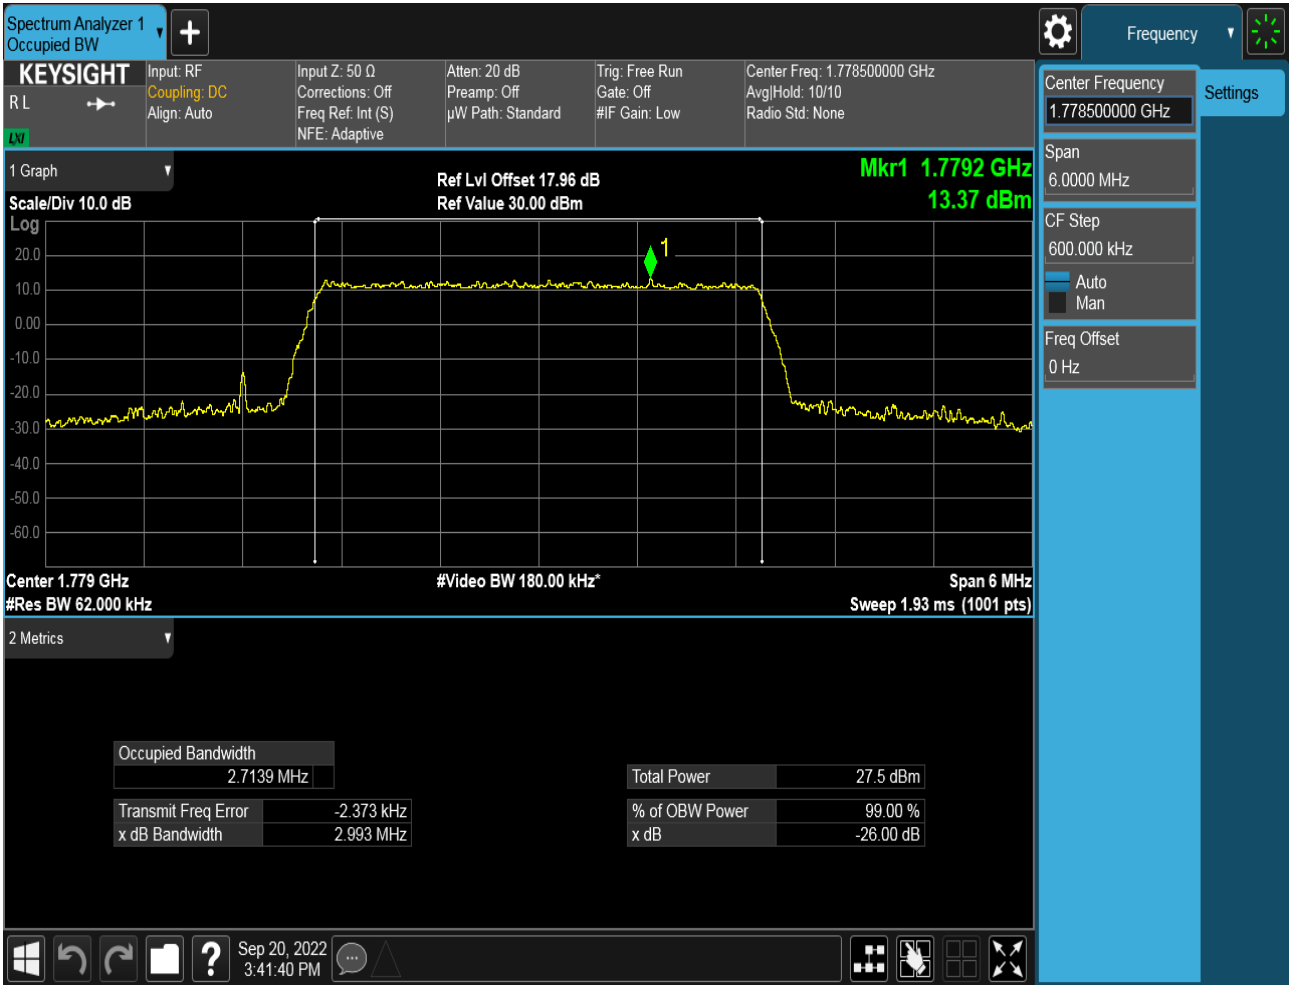 Spectrum Analyzer 1
Occupied BW
Frequency
KEYSIGHT
R L
LXI
Input: RF
Coupling: DC
Align: Auto
Input Z: 50 Ω
Corrections: Off
Freq Ref: Int (S)
NFE: Adaptive
Atten: 20 dB
Preamp: Off
µW Path: Standard
Trig: Free Run
Gate: Off
#IF Gain: Low
Center Freq: 1.778500000 GHz
Avg|Hold: 10/10
Radio Std: None
Center Frequency
1.778500000 GHz
Settings
Span
6.0000 MHz
CF Step
600.000 kHz
Auto
Man
Freq Offset
0 Hz
1 Graph
Scale/Div 10.0 dB
Ref Lvl Offset 17.96 dB
Ref Value 30.00 dBm
Mkr1 1.7792 GHz
13.37 dBm
Log
20.0
10.0
0.00
-10.0
-20.0
-30.0
-40.0
-50.0
-60.0
1
Center 1.779 GHz
#Video BW 180.00 kHz*
Span 6 MHz
#Res BW 62.000 kHz
Sweep 1.93 ms (1001 pts)
2 Metrics
Occupied Bandwidth
2.7139 MHz
Total Power 27.5 dBm
Transmit Freq Error -2.373 kHz
% of OBW Power 99.00 %
x dB Bandwidth 2.993 MHz
x dB -26.00 dB
?
Sep 20, 2022
3:41:40 PM